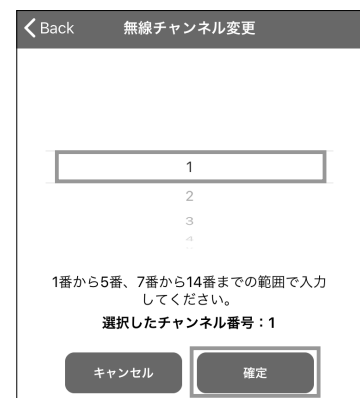 Back 無線チャンネル変更
1
2
3
4
1番から5番、7番から14番までの範囲で入力
してください。
選択したチャンネル番号：1
キャンセル 確定